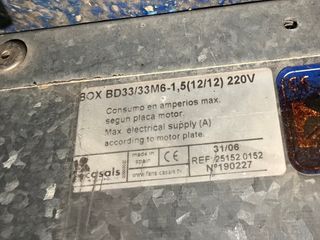 BOX BD33/33M6-1,5(12/12) 220V
Consumo en amperios max.
segun placa motor.
Max. electrical supply (A)
according to motor plate.
casals
made in
spain
CE
31/06
REF 25152 0152
www.fans.casals.tv
Nº190227